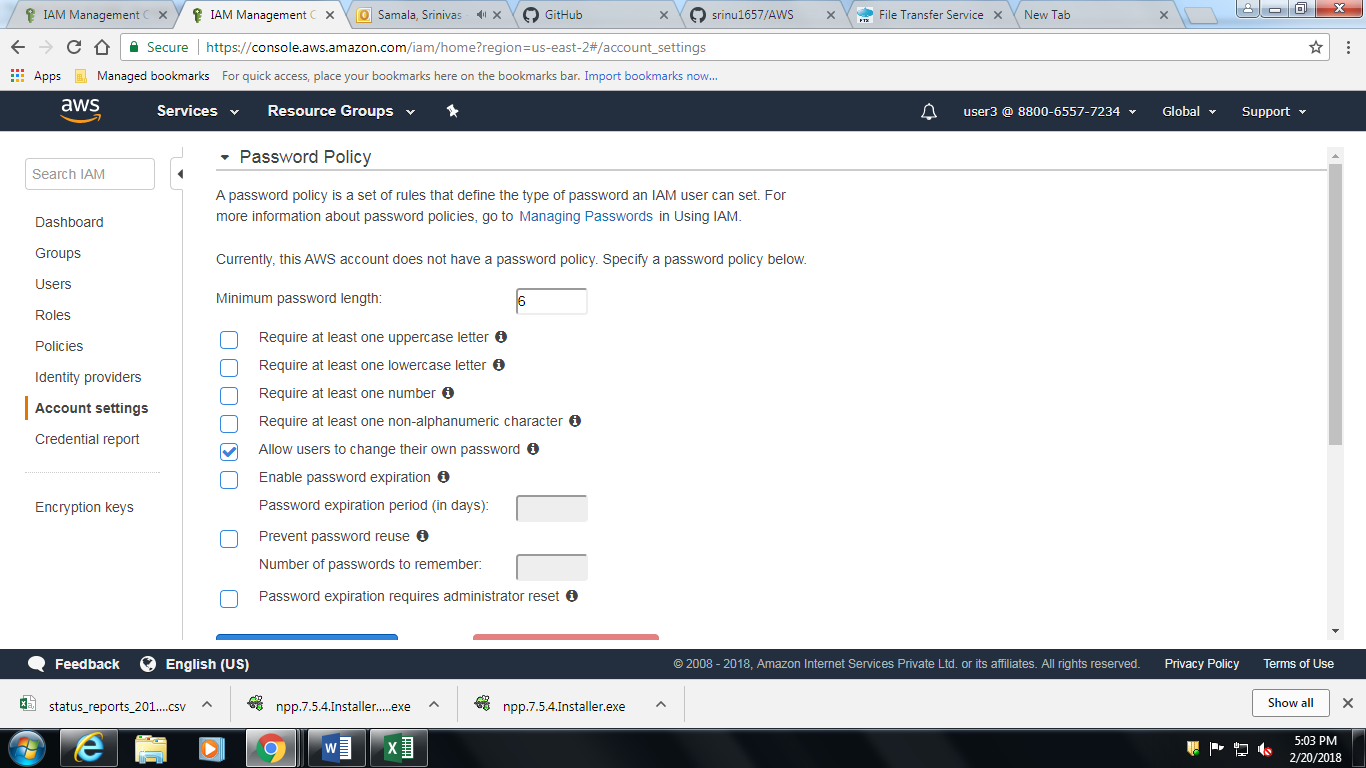 IAM Management C
IAM Management C
Samala, Srinivas
GitHub
srinu1657/AWS
File Transfer Service
New Tab
Secure
https://console.aws.amazon.com/iam/home?region=us-east-2#/account_settings
Apps
Managed bookmarks
For quick access, place your bookmarks here on the bookmarks bar. Import bookmarks now...
aws
Services
Resource Groups
user3 @ 8800-6557-7234
Global
Support
Search IAM
Dashboard
Groups
Users
Roles
Policies
Identity providers
Account settings
Credential report
Encryption keys
Password Policy
A password policy is a set of rules that define the type of password an IAM user can set. For
more information about password policies, go to Managing Passwords in Using IAM.
Currently, this AWS account does not have a password policy. Specify a password policy below.
Minimum password length: 6
Require at least one uppercase letter
Require at least one lowercase letter
Require at least one number
Require at least one non-alphanumeric character
Allow users to change their own password
Enable password expiration
Password expiration period (in days):
Prevent password reuse
Number of passwords to remember:
Password expiration requires administrator reset
Feedback
English (US)
© 2008 - 2018, Amazon Internet Services Private Ltd. or its affiliates. All rights reserved.
Privacy Policy
Terms of Use
status_reports_201....csv
npp.7.5.4.Installer.....exe
npp.7.5.4.Installer.exe
Show all
5:03 PM
2/20/2018